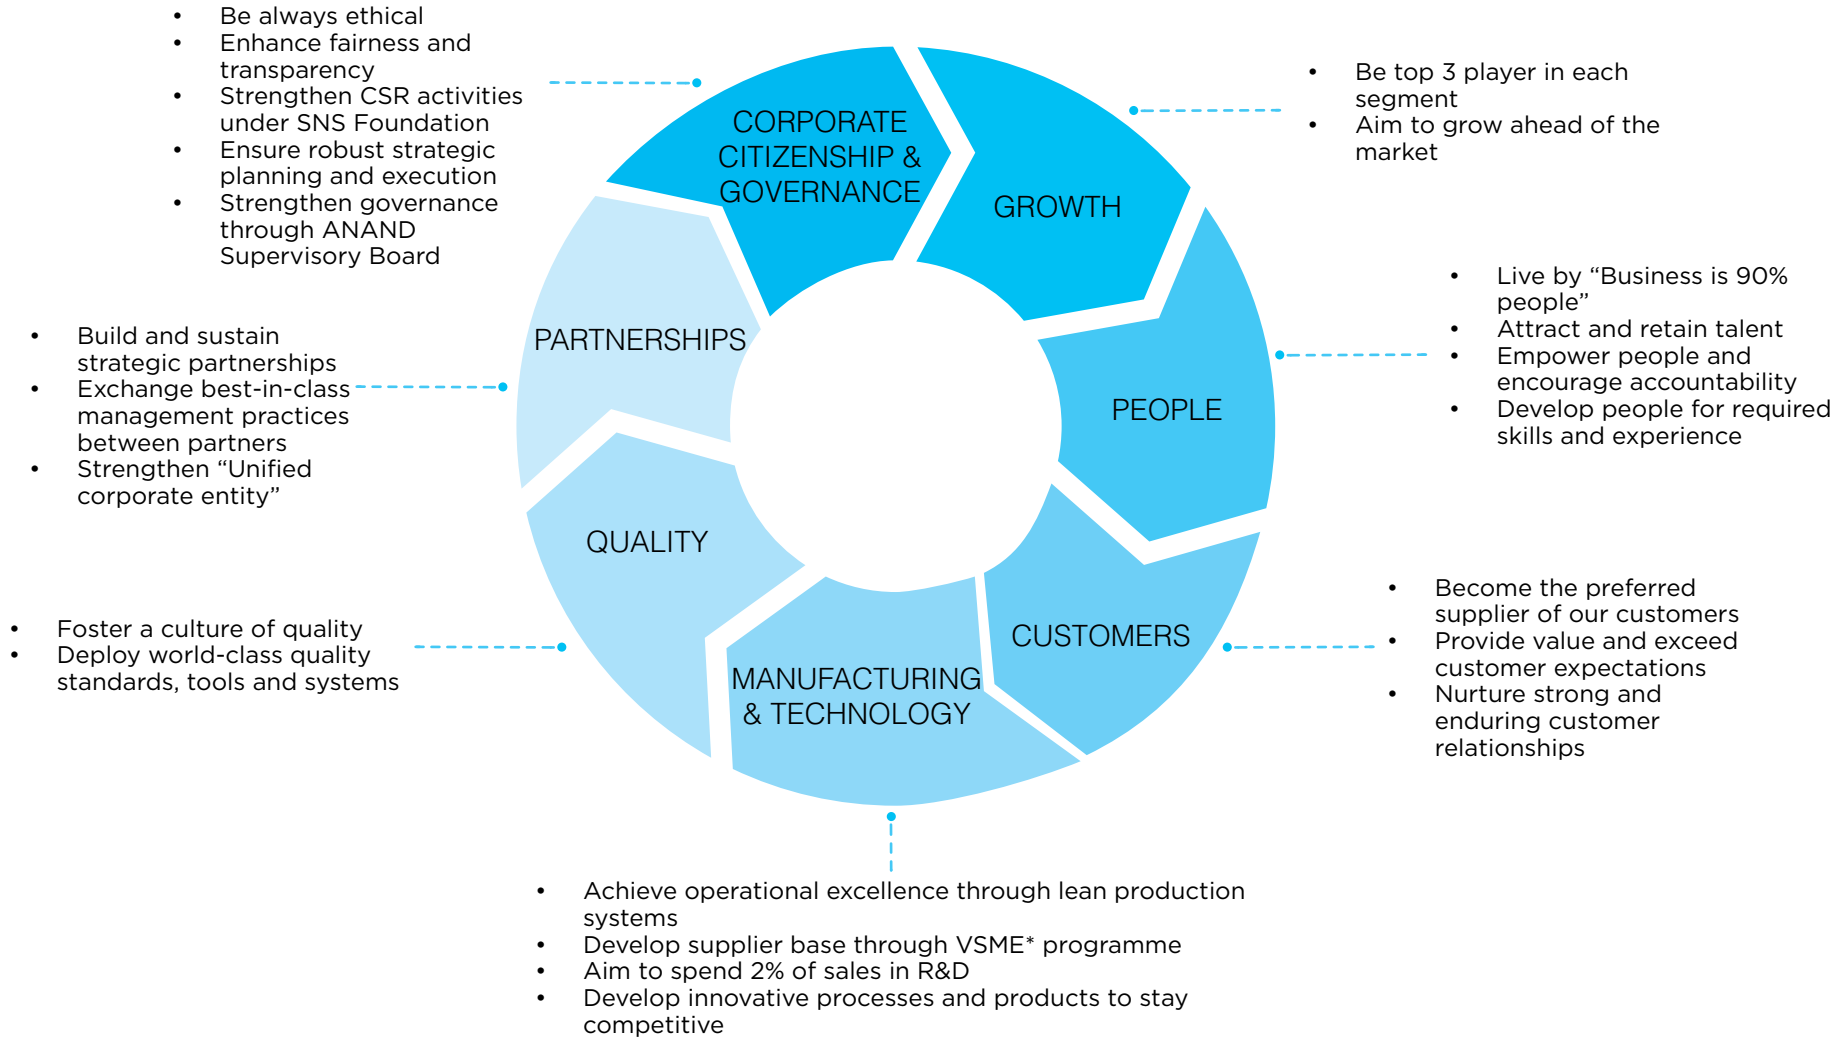 • Be always ethical
• Enhance fairness and
transparency
• Strengthen CSR activities
under SNS Foundation
• Ensure robust strategic
planning and execution
• Strengthen governance
through ANAND
Supervisory Board
CORPORATE
CITIZENSHIP &
GOVERNANCE
GROWTH
• Be top 3 player in each
segment
• Aim to grow ahead of the
market
PEOPLE
• Live by “Business is 90%
people”
• Attract and retain talent
• Empower people and
encourage accountability
• Develop people for required
skills and experience
CUSTOMERS
• Become the preferred
supplier of our customers
• Provide value and exceed
customer expectations
• Nurture strong and
enduring customer
relationships
MANUFACTURING
& TECHNOLOGY
• Achieve operational excellence through lean production
systems
• Develop supplier base through VSME* programme
• Aim to spend 2% of sales in R&D
• Develop innovative processes and products to stay
competitive
QUALITY
• Foster a culture of quality
• Deploy world-class quality
standards, tools and systems
PARTNERSHIPS
• Build and sustain
strategic partnerships
• Exchange best-in-class
management practices
between partners
• Strengthen “Unified
corporate entity”